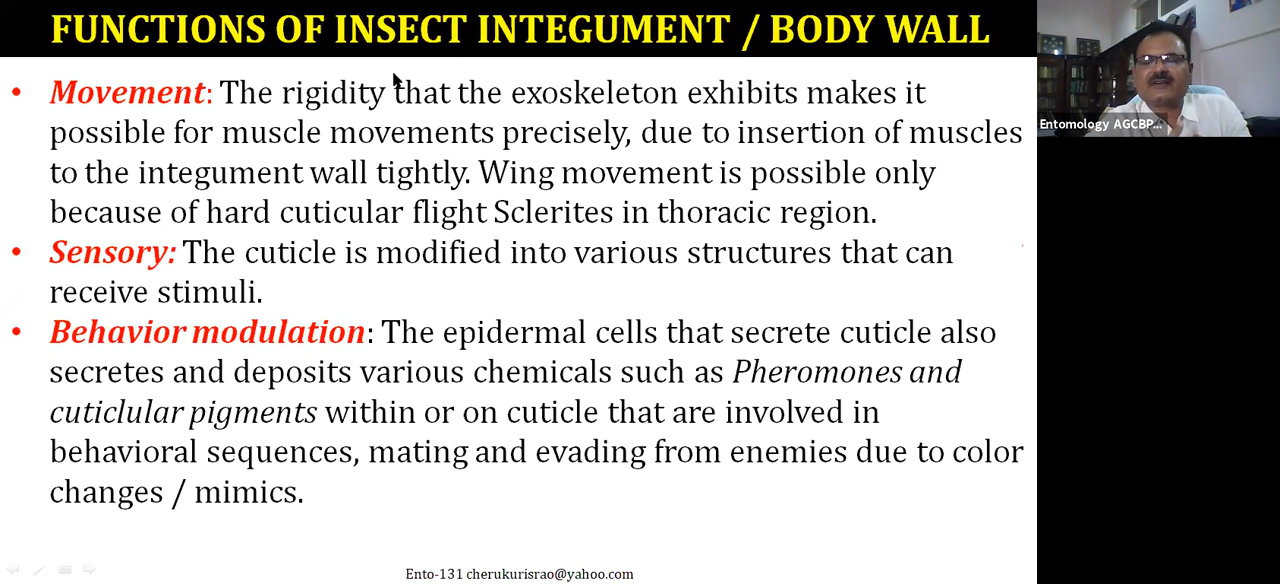 FUNCTIONS OF INSECT INTEGUMENT / BODY WALL
• Movement: The rigidity that the exoskeleton exhibits makes it
possible for muscle movements precisely, due to insertion of muscles
to the integument wall tightly. Wing movement is possible only
because of hard cuticular flight Sclerites in thoracic region.
• Sensory: The cuticle is modified into various structures that can
receive stimuli.
• Behavior modulation: The epidermal cells that secrete cuticle also
secretes and deposits various chemicals such as Pheromones and
cuticlular pigments within or on cuticle that are involved in
behavioral sequences, mating and evading from enemies due to color
changes / mimics.
Ento-131 cherukurisrao@yahoo.com
Entomology AGCBP...